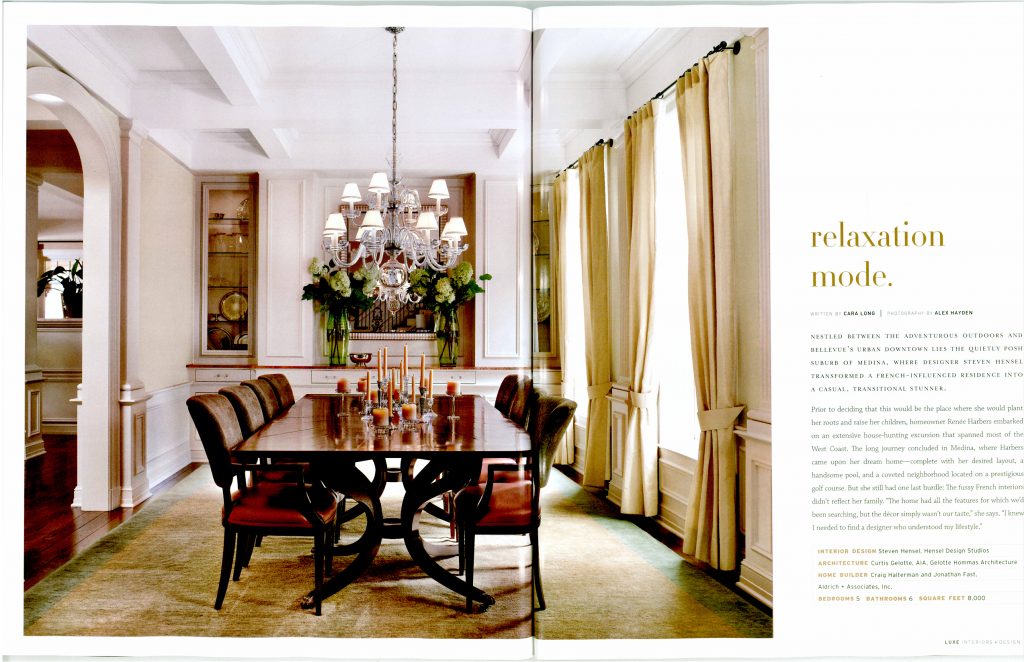 relaxation
mode.
WRITTEN BY CARA LONG | PHOTOGRAPHY BY ALEX HAYDEN
NESTLED BETWEEN THE ADVENTUROUS OUTDOORS AND
BELLEVUE'S URBAN DOWNTOWN LIES THE QUIETLY POSH
SUBURB OF MEDINA, WHERE DESIGNER STEVEN HENSEL
TRANSFORMED A FRENCH-INFLUENCED RESIDENCE INTO
A CASUAL, TRANSITIONAL STUNNER.
Prior to deciding that this would be the place where she would plant
her roots and raise her children, homeowner Renée Harbers embarked
on an extensive house-hunting excursion that spanned most of the
West Coast. The long journey concluded in Medina, where Harbers
came upon her dream home—complete with her desired layout, a
handsome pool, and a coveted neighborhood located on a prestigious
golf course. But she still had one last hurdle: The fussy French interiors
didn't reflect her family. "The home had all the features for which we'd
been searching, but the décor simply wasn't our taste," she says. "I knew
I needed to find a designer who understood my lifestyle."
INTERIOR DESIGN Steven Hensel, Hensel Design Studios
ARCHITECTURE Curtis Gelotte, AIA, Gelotte Hommas Architecture
HOME BUILDER Craig Halterman and Jonathan Fast,
Aldrich + Associates, Inc.
BEDROOMS 5 BATHROOMS 6 SQUARE FEET 8,000
LUXE INTERIORS + DESIGN